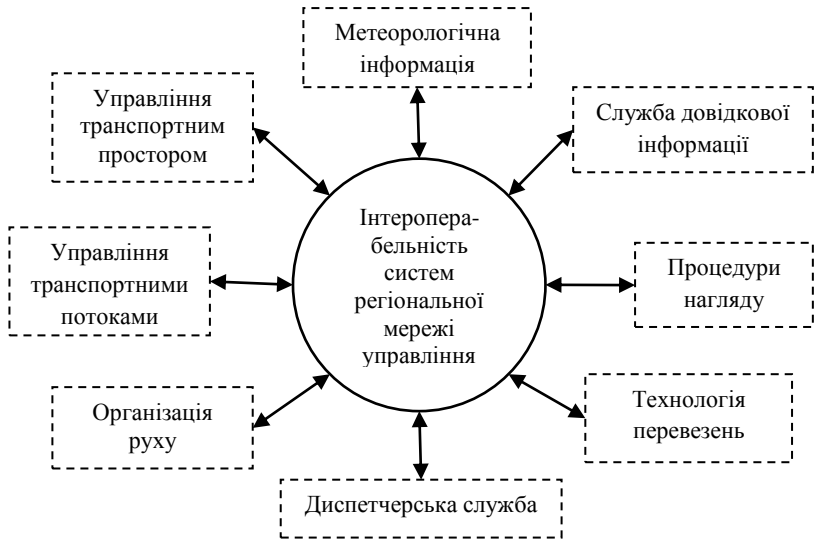 Метеорологічна
інформація
Управління
транспортним
простором
Служба довідкової
інформації
Інтеропера-
бельність
систем
регіональної
мережі
управління
Управління
транспортними
потоками
Процедури
нагляду
Організація
руху
Технологія
перевезень
Диспетчерська служба